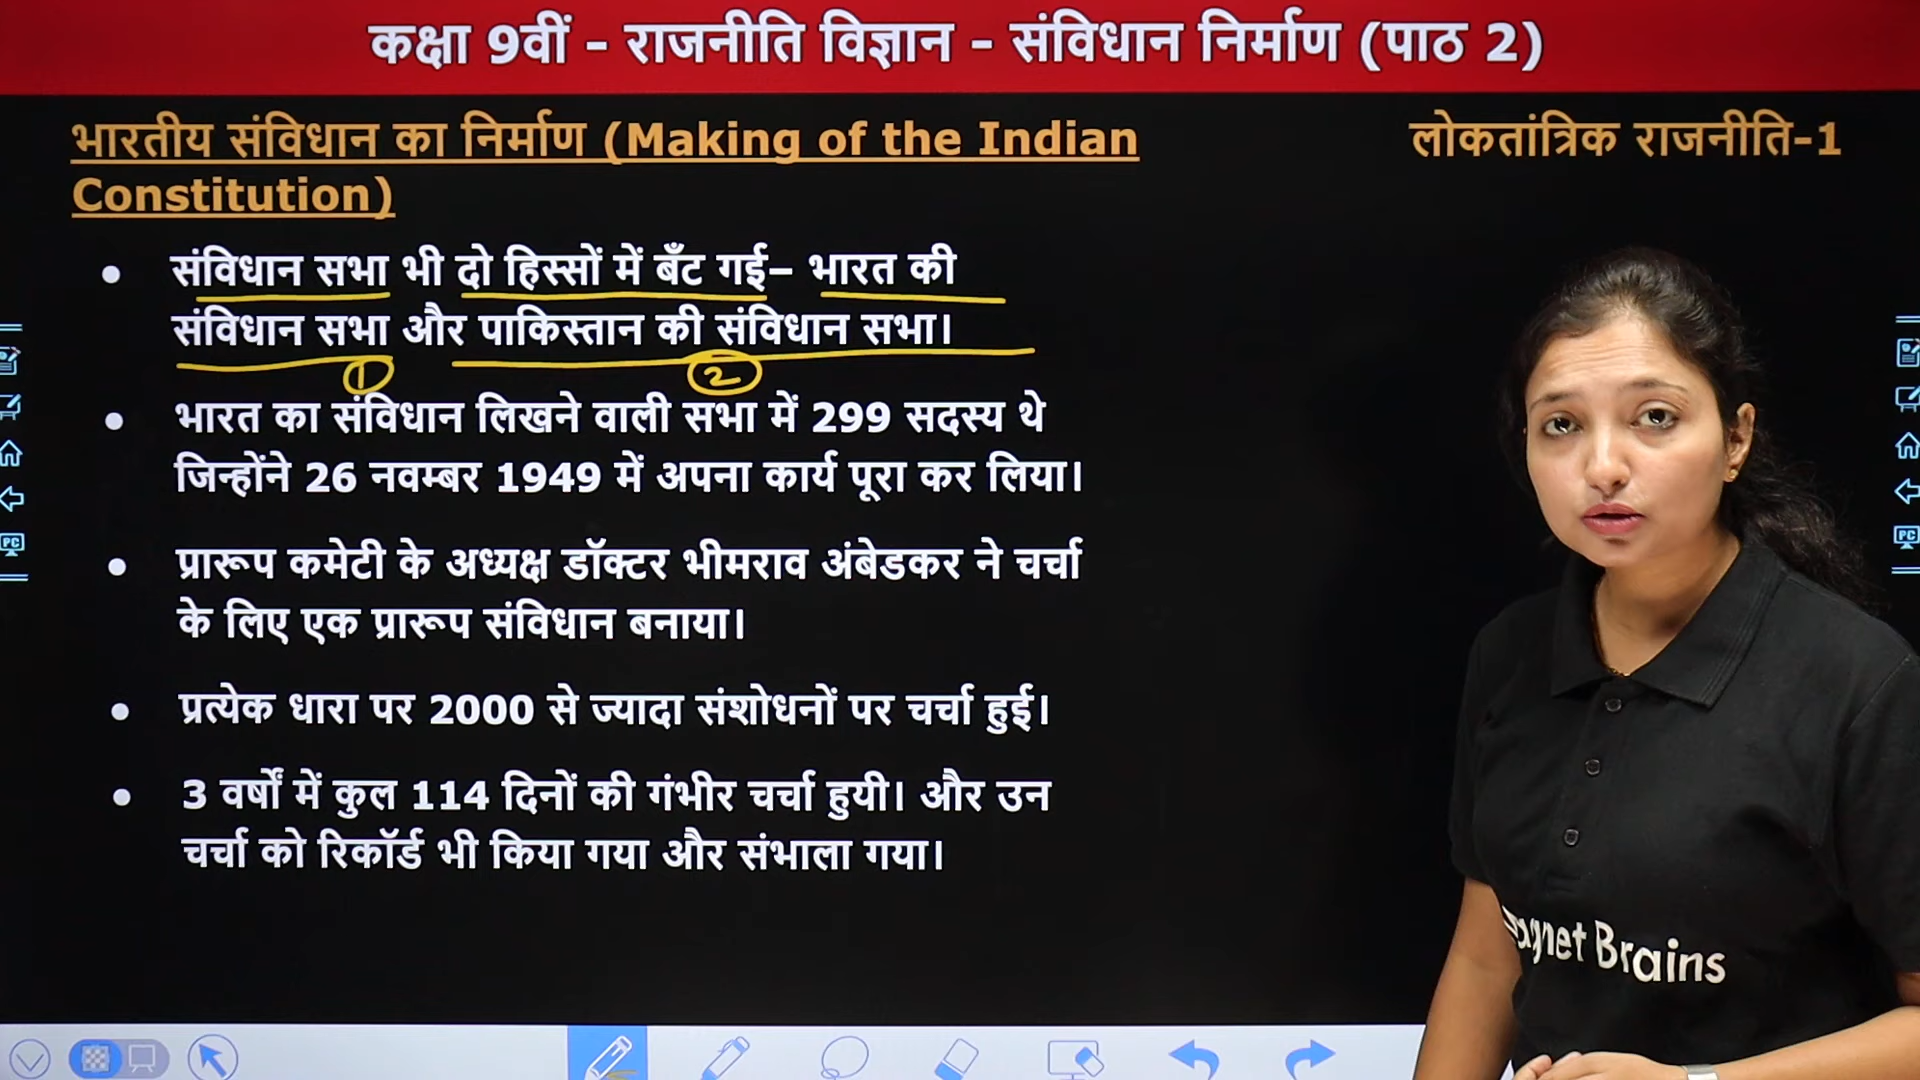 कक्षा 9वीं - राजनीति विज्ञान - संविधान निर्माण (पाठ 2)
भारतीय संविधान का निर्माण (Making of the Indian
Constitution)
लोकतांत्रिक राजनीति-1
संविधान सभा भी दो हिस्सों में बँट गई– भारत की
संविधान सभा और पाकिस्तान की संविधान सभा।
1 2
भारत का संविधान लिखने वाली सभा में 299 सदस्य थे
जिन्होंने 26 नवम्बर 1949 में अपना कार्य पूरा कर लिया।
प्रारूप कमेटी के अध्यक्ष डॉक्टर भीमराव अंबेडकर ने चर्चा
के लिए एक प्रारूप संविधान बनाया।
प्रत्येक धारा पर 2000 से ज्यादा संशोधनों पर चर्चा हुई।
3 वर्षों में कुल 114 दिनों की गंभीर चर्चा हुयी। और उन
चर्चा को रिकॉर्ड भी किया गया और संभाला गया।
PC
PC
Brains